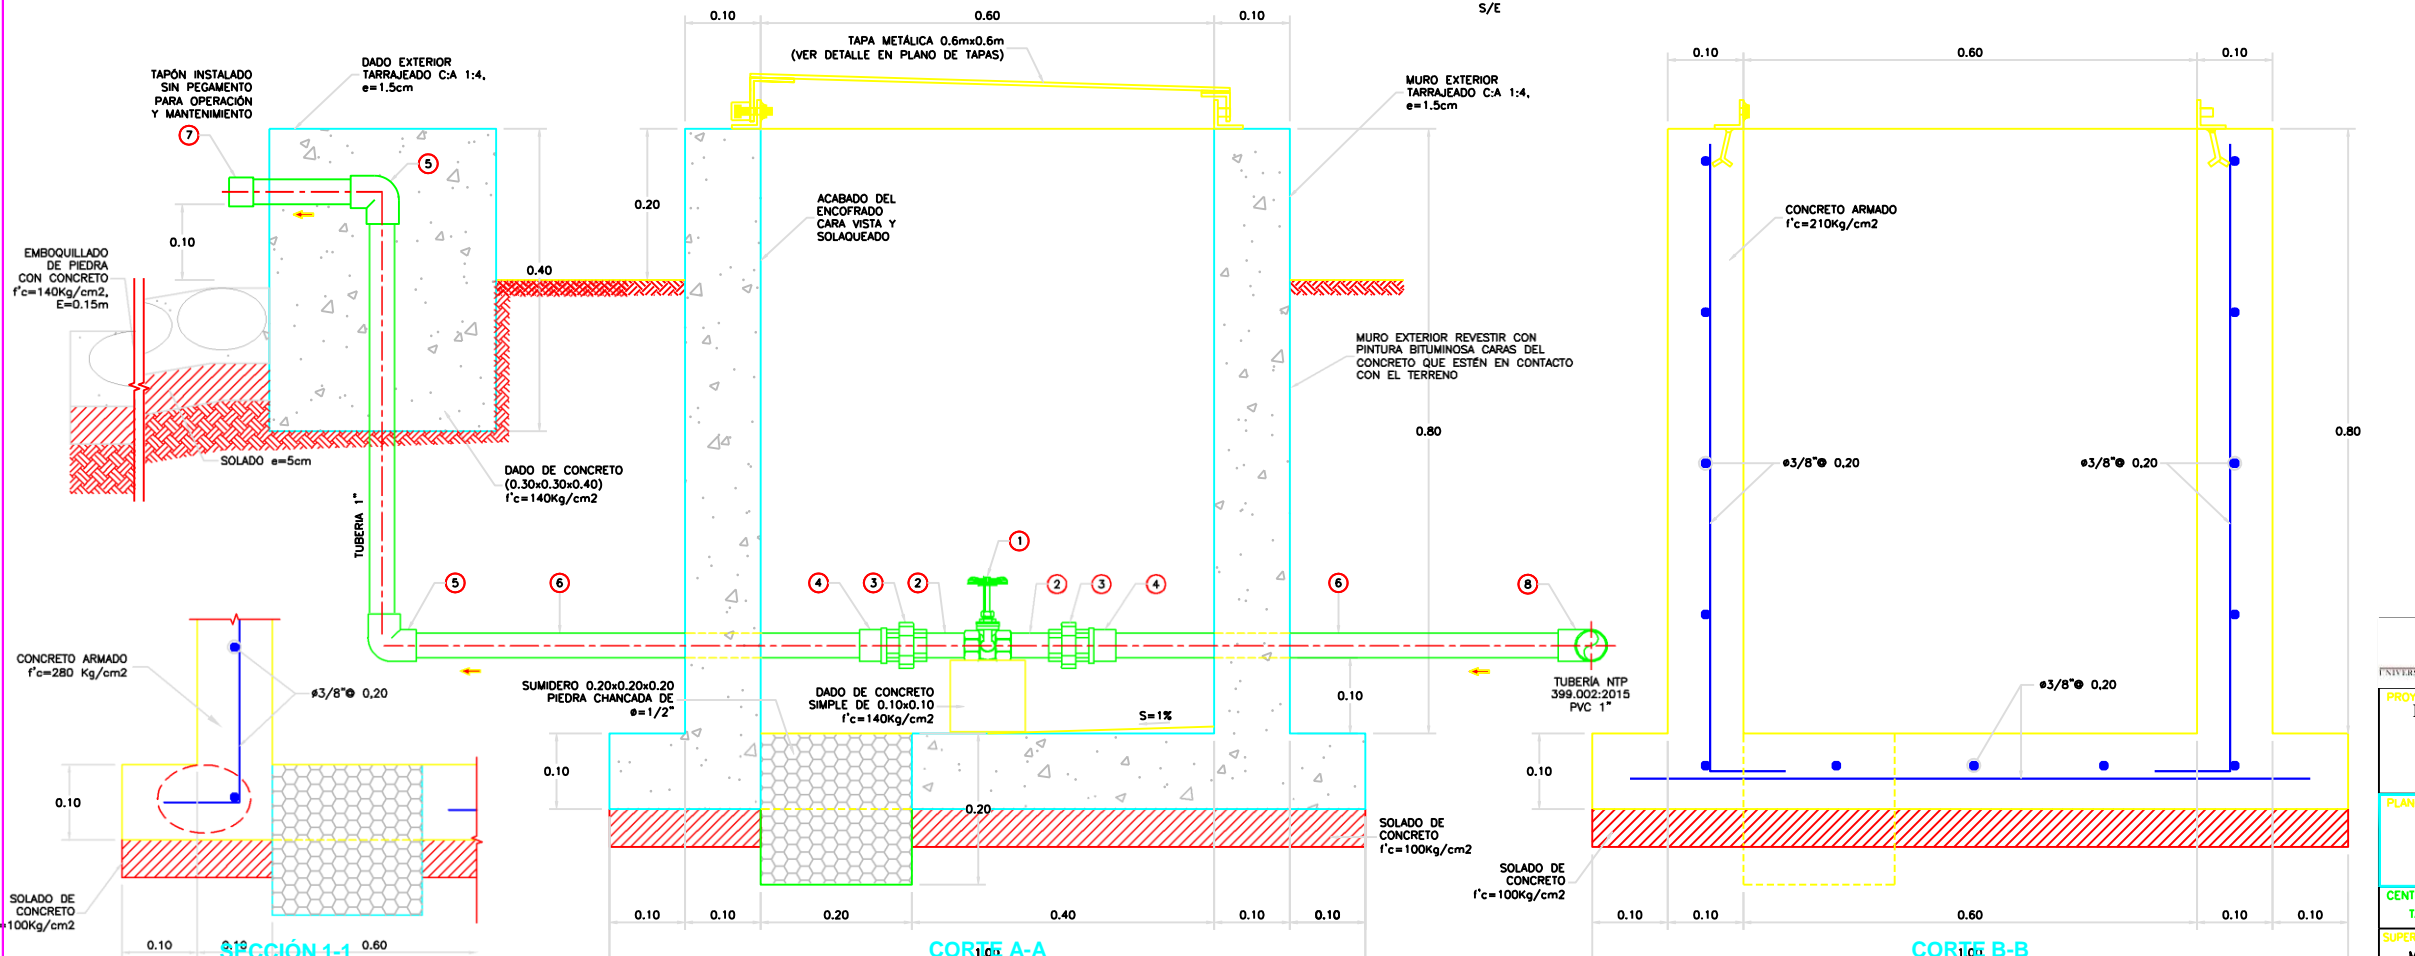 S/E
0.10
0.60
0.10
TAPA METÁLICA 0.6mx0.6m
(VER DETALLE EN PLANO DE TAPAS)
DADO EXTERIOR
TARRAJEADO C:A 1:4,
e=1.5cm
TAPÓN INSTALADO
SIN PEGAMENTO
PARA OPERACIÓN
Y MANTENIMIENTO
7
5
0.10
EMBOQUILLADO
DE PIEDRA
CON CONCRETO
f'c=140Kg/cm2,
E=0.15m
0.40
0.20
ACABADO DEL
ENCOFRADO
CARA VISTA Y
SOLAQUEADO
MURO EXTERIOR
TARRAJEADO C:A 1:4,
e=1.5cm
MURO EXTERIOR REVESTIR CON
PINTURA BITUMINOSA CARAS DEL
CONCRETO QUE ESTÉN EN CONTACTO
CON EL TERRENO
0.80
SOLADO e=5cm
DADO DE CONCRETO
(0.30x0.30x0.40)
f'c=140Kg/cm2
TUBERIA 1"
5
6
4
3
2
1
2
3
4
6
8
TUBERÍA NTP
399.002:2015
PVC 1"
0.10
SUMIDERO 0.20x0.20x0.20
PIEDRA CHANCADA DE
ø=1/2"
DADO DE CONCRETO
SIMPLE DE 0.10x0.10
f'c=140Kg/cm2
S=1%
0.10
0.20
SOLADO DE
CONCRETO
f'c=100Kg/cm2
0.10
0.10
0.20
0.40
0.10
0.10
1.00
CORTE A-A
CONCRETO ARMADO
f'c=280 Kg/cm2
ø3/8"@ 0,20
0.10
SOLADO DE
CONCRETO
=100Kg/cm2
0.10
0.10
0.60
SECCIÓN 1-1
0.10
0.60
0.10
CONCRETO ARMADO
f'c=210Kg/cm2
0.80
ø3/8"@ 0,20
ø3/8"@ 0,20
ø3/8"@ 0,20
0.10
SOLADO DE
CONCRETO
f'c=100Kg/cm2
0.10
0.10
0.60
0.10
0.10
1.00
CORTE B-B
UNIVERS
PROY
PLAN
CENT
T
SUPER
M